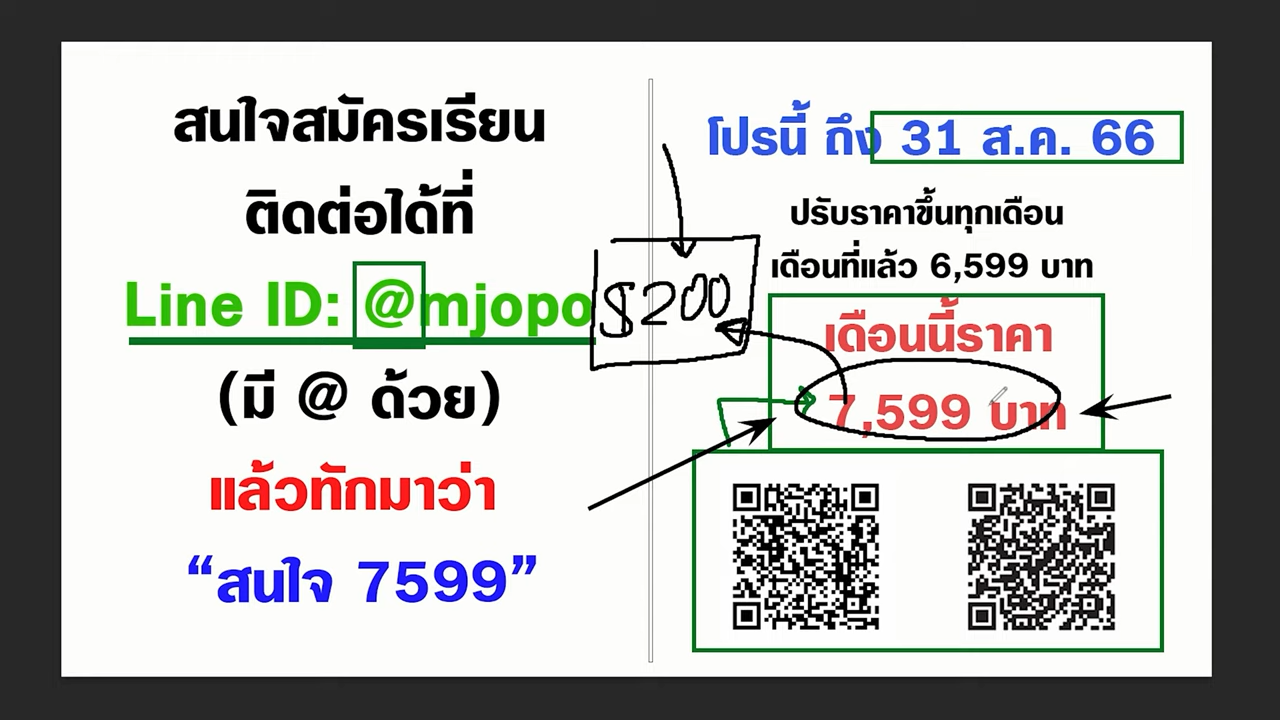 สนใจสมัครเรียน
ติดต่อได้ที่
Line ID: @mjopo
(มี @ ด้วย)
แล้วทักมาว่า
“สนใจ 7599”
$200
โปรนี้ ถึง 31 ส.ค. 66
ปรับราคาขึ้นทุกเดือน
เดือนที่แล้ว 6,599 บาท
เดือนนี้ราคา
7,599 บาท